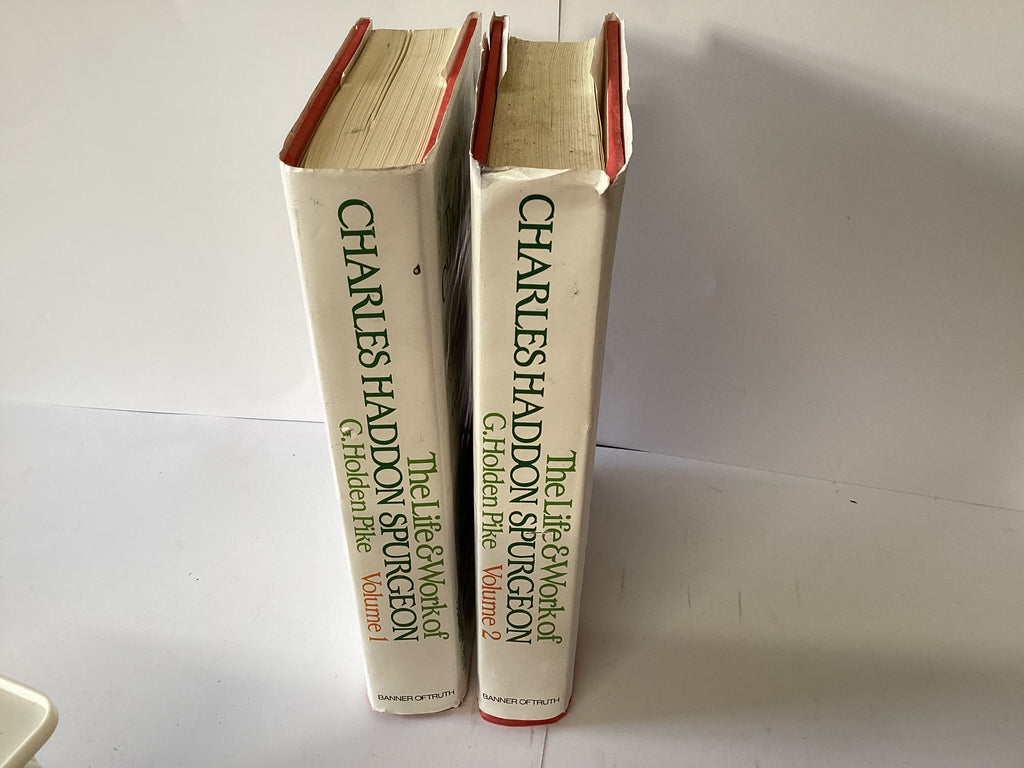 The Life & Work of
CHARLES HADDON SPURGEON
G. Holden Pike Volume 1
BANNER OF TRUTH
The Life & Work of
CHARLES HADDON SPURGEON
G. Holden Pike Volume 2
BANNER OF TRUTH